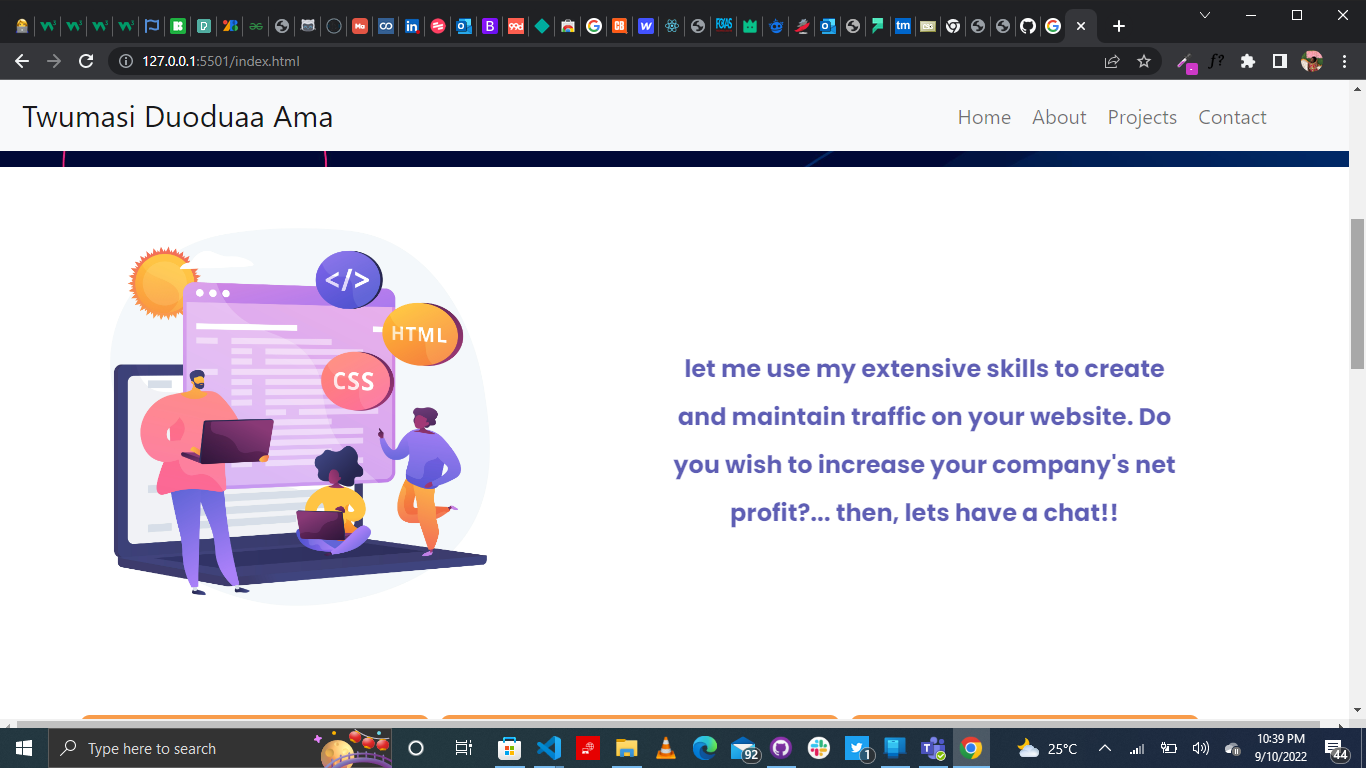 127.0.0.1:5501/index.html
f?
Twumasi Duoduaa Ama
Home About Projects Contact
</>
HTML
CSS
let me use my extensive skills to create
and maintain traffic on your website. Do
you wish to increase your company's net
profit?... then, lets have a chat!!
Type here to search
92
1
25°C
10:39 PM
9/10/2022
44